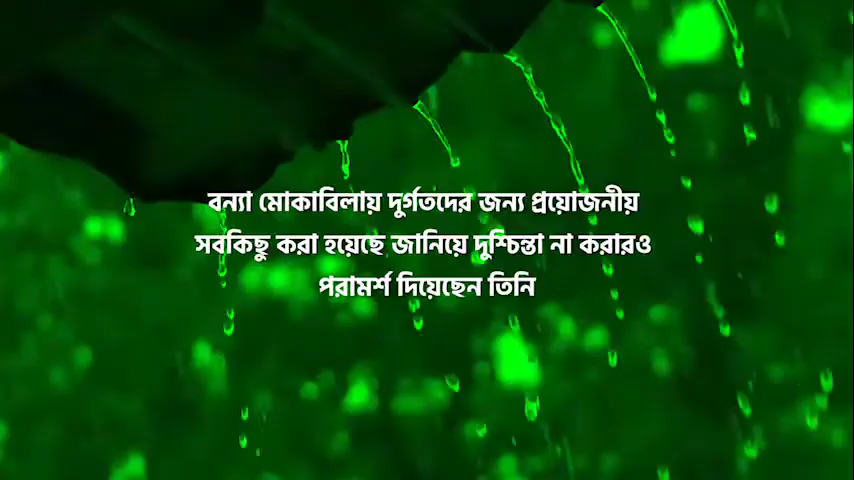 বন্যা মোকাবিলায় দুর্গতদের জন্য প্রয়োজনীয়
সবকিছু করা হয়েছে জানিয়ে দুশ্চিন্তা না করারও
পরামর্শ দিয়েছেন তিনি